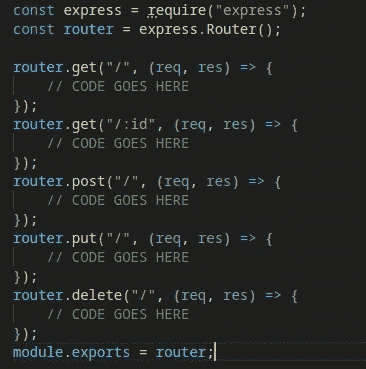 const express = require("express");
const router = express.Router();
router.get("/", (req, res) => {
// CODE GOES HERE
});
router.get("/:id", (req, res) => {
// CODE GOES HERE
});
router.post("/", (req, res) => {
// CODE GOES HERE
});
router.put("/", (req, res) => {
// CODE GOES HERE
});
router.delete("/", (req, res) => {
// CODE GOES HERE
});
module.exports = router;